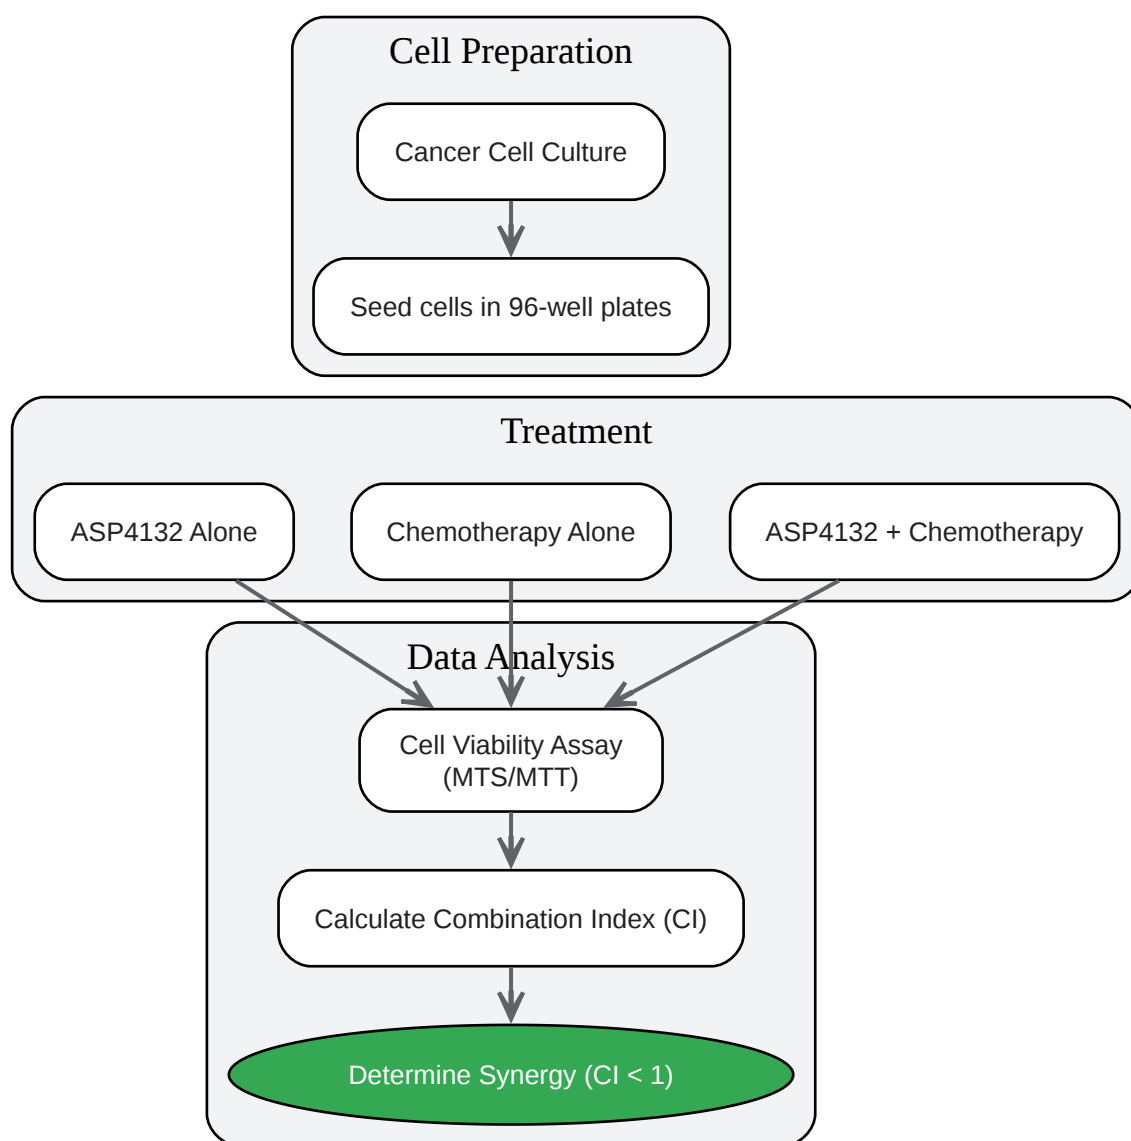 Cell Preparation
Cancer Cell Culture
Seed cells in 96-well plates
Treatment
ASP4132 Alone
Chemotherapy Alone
ASP4132 + Chemotherapy
Data Analysis
Cell Viability Assay
(MTS/MTT)
Calculate Combination Index (CI)
Determine Synergy (CI < 1)